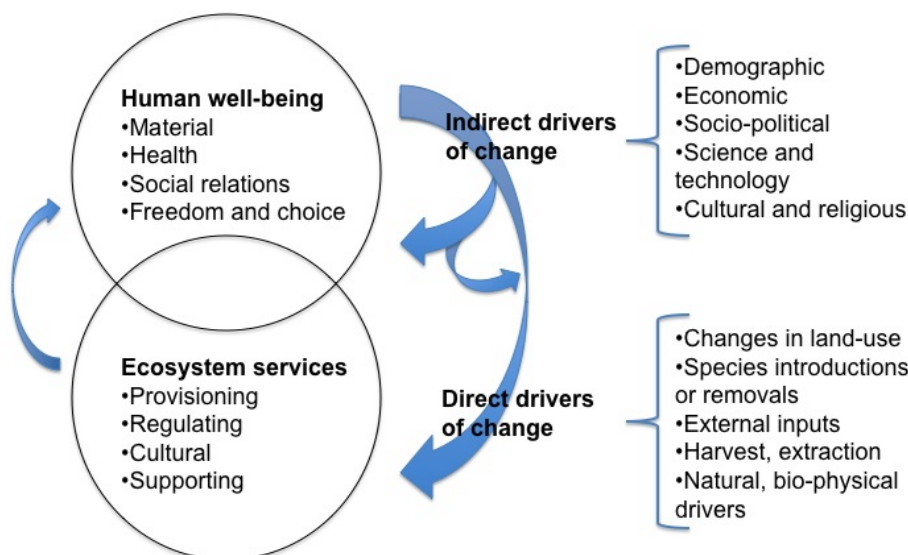 Human well-being
•Material
•Health
•Social relations
•Freedom and choice
Ecosystem services
•Provisioning
•Regulating
•Cultural
•Supporting
Indirect drivers
of change
•Demographic
•Economic
•Socio-political
•Science and
technology
•Cultural and religious
Direct drivers
of change
•Changes in land-use
•Species introductions
or removals
•External inputs
•Harvest, extraction
•Natural, bio-physical
drivers